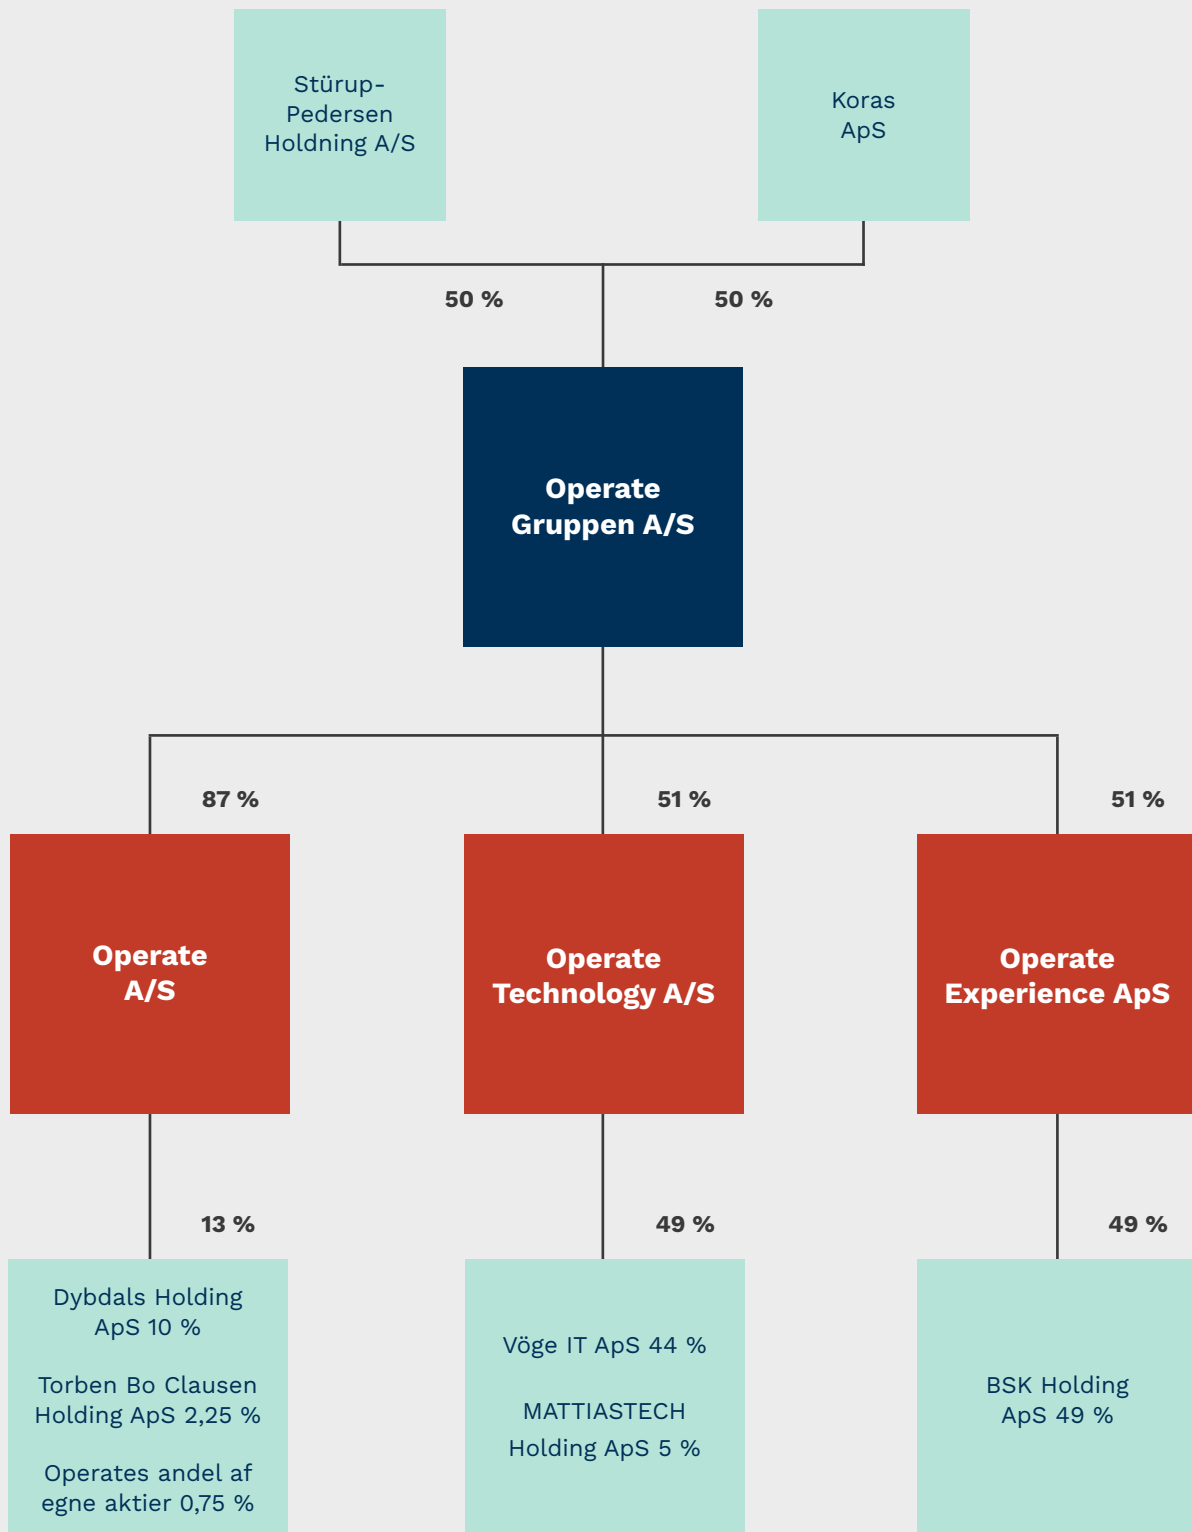 Stürup-
Pedersen
Holdning A/S
Koras
ApS
50 %
50 %
Operate
Gruppen A/S
87 %
51 %
51 %
Operate
A/S
Operate
Technology A/S
Operate
Experience ApS
13 %
49 %
49 %
Dybdals Holding
ApS 10 %
Torben Bo Clausen
Holding ApS 2,25 %
Operates andel af
egne aktier 0,75 %
Vöge IT ApS 44 %
MATTIASTECH
Holding ApS 5 %
BSK Holding
ApS 49 %